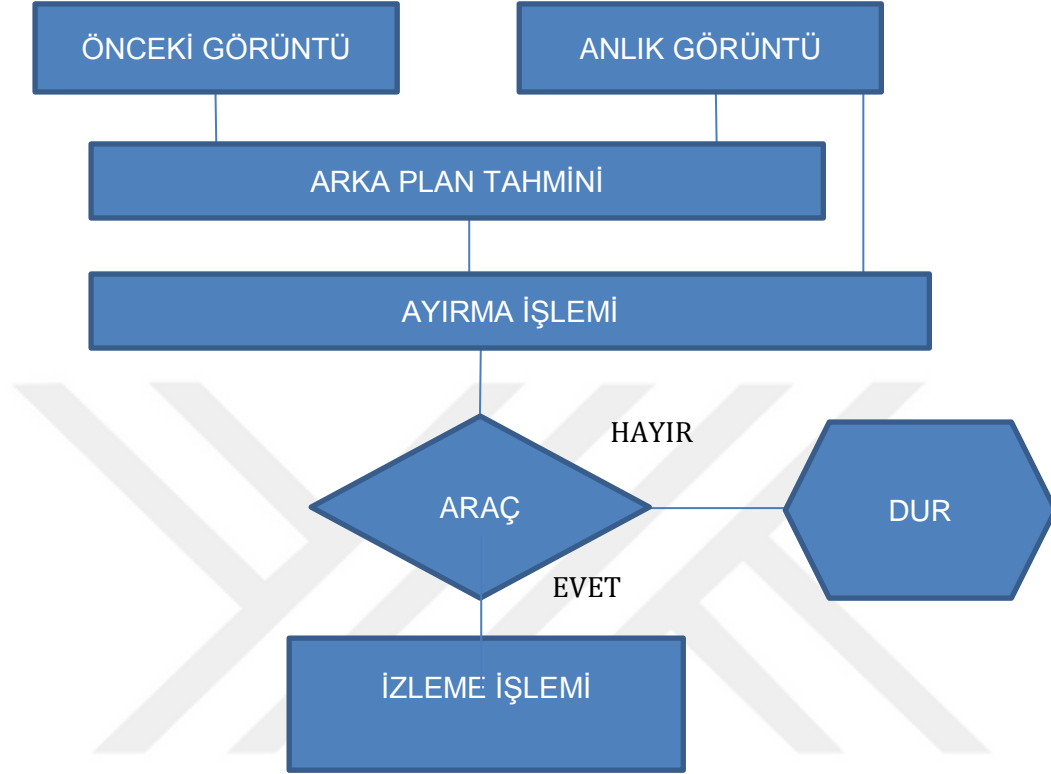 ÖNCEKİ GÖRÜNTÜ
ANLIK GÖRÜNTÜ
ARKA PLAN TAHMİNİ
AYIRMA İŞLEMİ
HAYIR
ARAÇ
DUR
EVET
İZLEME İŞLEMİ